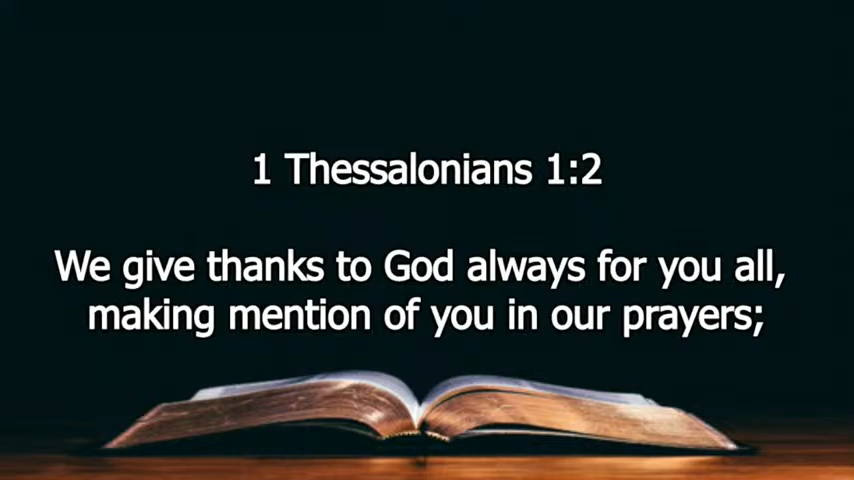 1 Thessalonians 1:2
We give thanks to God always for you all,
making mention of you in our prayers;